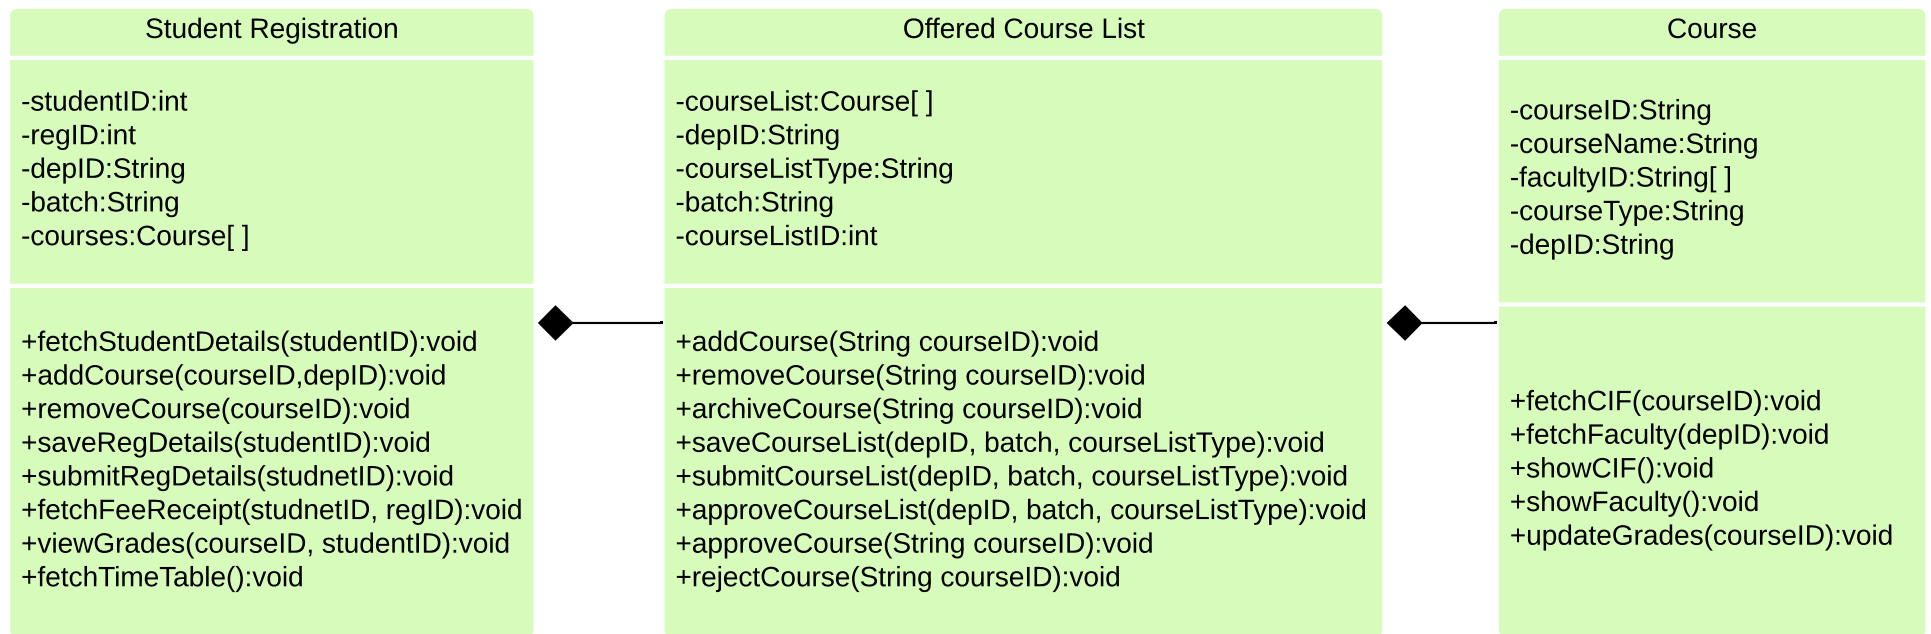 Student Registration
-studentID:int
-regID:int
-depID:String
-batch:String
-courses:Course[ ]
+fetchStudentDetails(studentID):void
+addCourse(courseID,depID):void
+removeCourse(courseID):void
+saveRegDetails(studentID):void
+submitRegDetails(studnetID):void
+fetchFeeReceipt(studnetID, regID):void
+viewGrades(courseID, studentID):void
+fetchTimeTable():void
Offered Course List
-courseList:Course[ ]
-depID:String
-courseListType:String
-batch:String
-courseListID:int
+addCourse(String courseID):void
+removeCourse(String courseID):void
+archiveCourse(String courseID):void
+saveCourseList(depID, batch, courseListType):void
+submitCourseList(depID, batch, courseListType):void
+approveCourseList(depID, batch, courseListType):void
+approveCourse(String courseID):void
+rejectCourse(String courseID):void
Course
-courseID:String
-courseName:String
-facultyID:String[ ]
-courseType:String
-depID:String
+fetchCIF(courseID):void
+fetchFaculty(depID):void
+showCIF():void
+showFaculty():void
+updateGrades(courseID):void